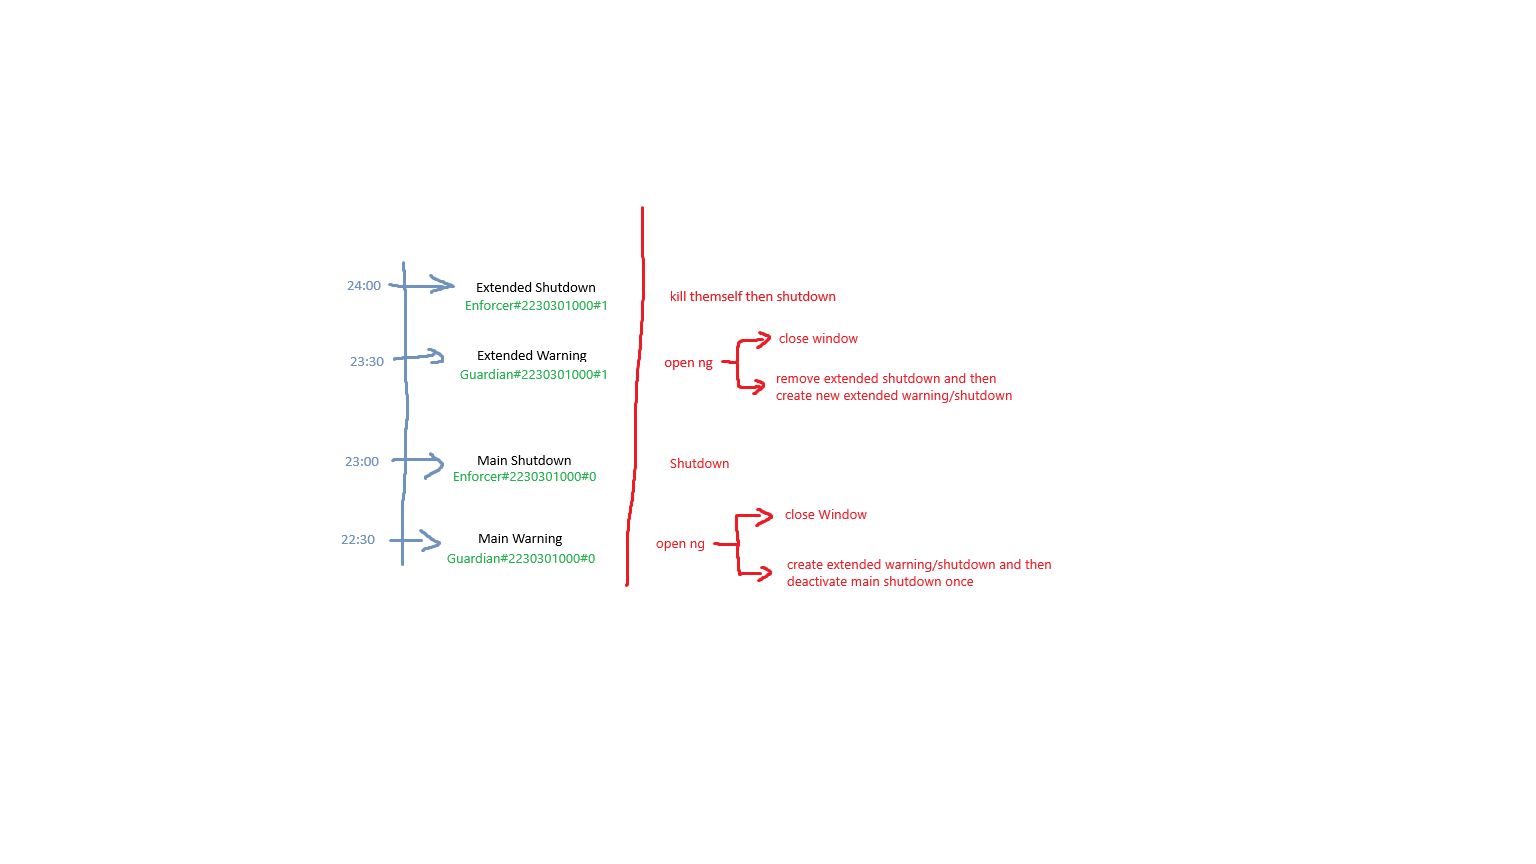 24:00
Extended Shutdown
Enforcer#2230301000#1
kill themself then shutdown
close window
23:30
Extended Warning
Guardian#2230301000#1
open ng
remove extended shutdown and then
create new extended warning/shutdown
23:00
Main Shutdown
Enforcer#2230301000#0
Shutdown
close Window
22:30
Main Warning
Guardian#2230301000#0
open ng
create extended warning/shutdown and then
deactivate main shutdown once